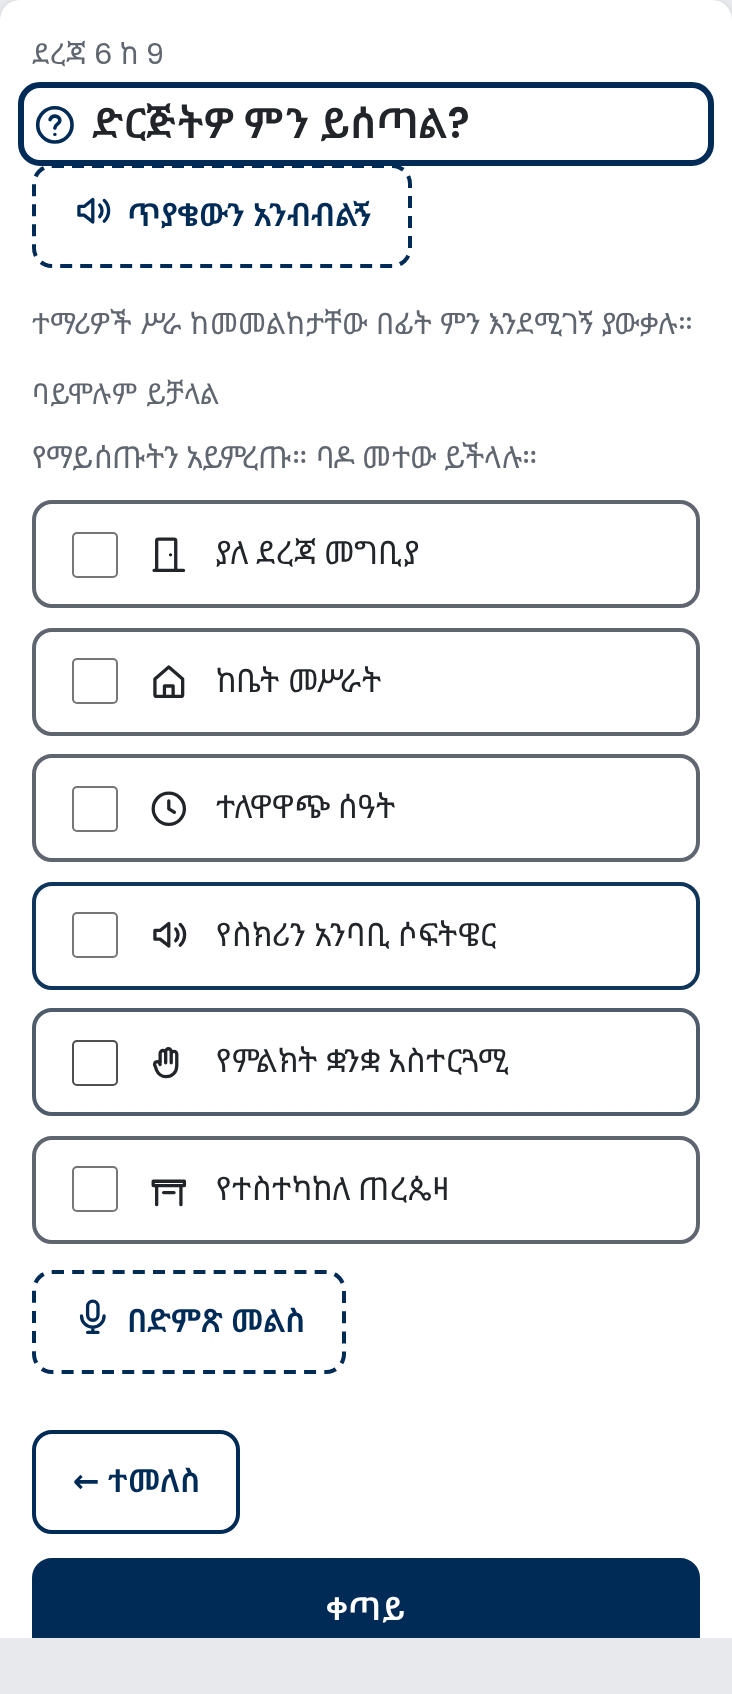 ደረጃ 6 ከ 9
ድርጅትዎ ምን ይሰጣል?
ጥያቄውን አንብብልኝ
ተማሪዎች ሥራ ከመመልከታቸው በፊት ምን እንደሚገኝ ያውቃሉ።
ባይሞሉም ይቻላል
የማይሰጡትን አይምረጡ። ባዶ መተው ይችላሉ።
ያለ ደረጃ መግቢያ
ከቤት መሥራት
ተለዋዋጭ ሰዓት
የስክሪን አንባቢ ሶፍትዌር
የምልክት ቋንቋ አስተርጓሚ
የተስተካከለ ጠረጴዛ
በድምጽ መልስ
← ተመለስ
ቀጣይ